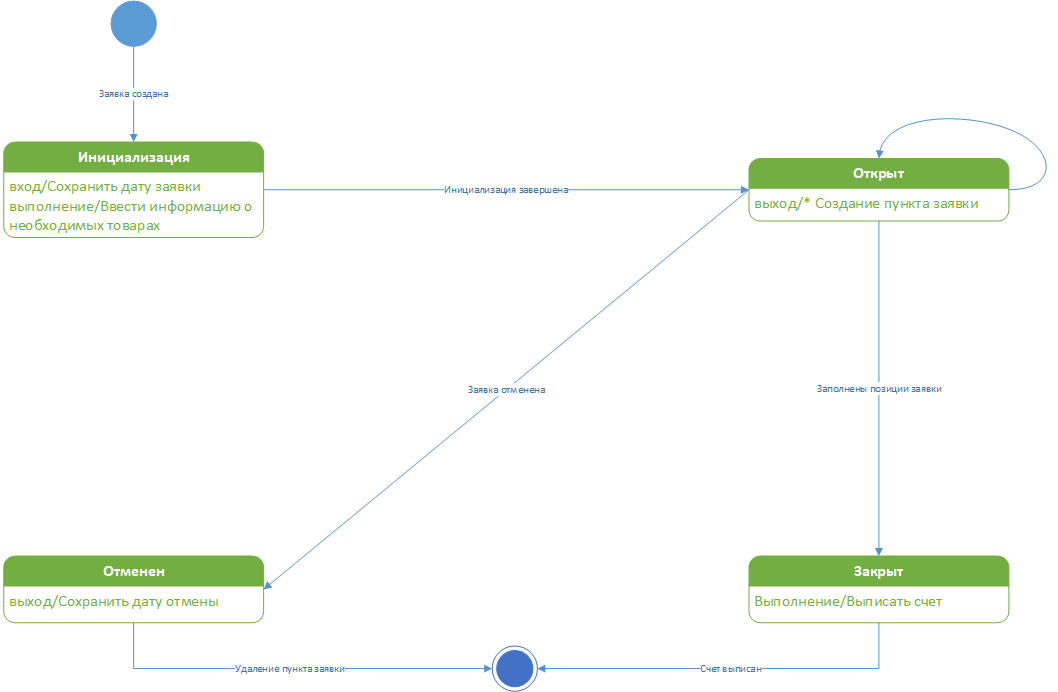 Заявка создана
Инициализация
вход/Сохранить дату заявки
выполнение/Ввести информацию о
необходимых товарах
Инициализация завершена
Открыт
выход/* Создание пункта заявки
Заявка отменена
Заполнены позиции заявки
Отменен
выход/Сохранить дату отмены
Закрыт
Выполнение/Выписать счет
Удаление пункта заявки
Счет выписан